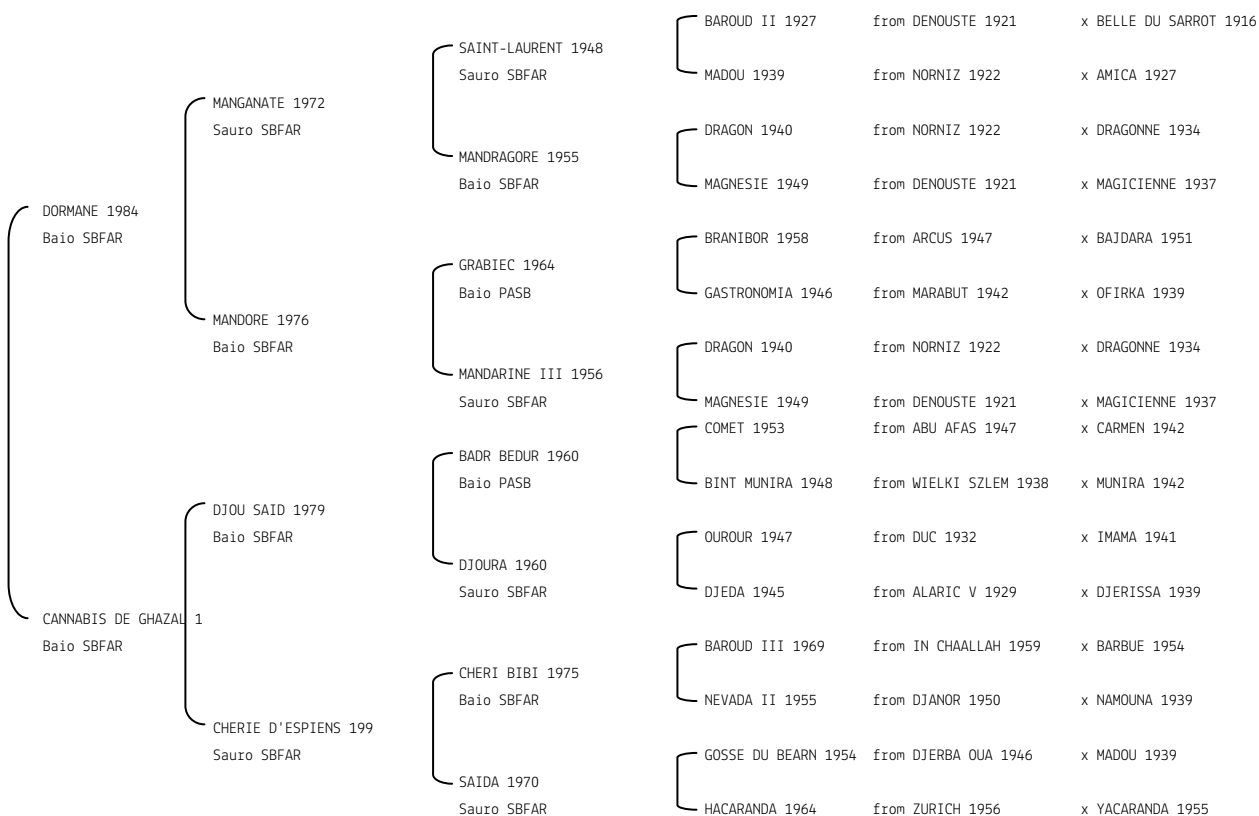 BAROUD II 1927 from DENOUSTE 1921 x BELLE DU SARROT 1916
SAINT-LAURENT 1948
Sauro SBFAR MADOU 1939 from NORNIZ 1922 x AMICA 1927
MANGANATE 1972
Sauro SBFAR DRAGON 1940 from NORNIZ 1922 x DRAGONNE 1934
MANDRAGORE 1955
Baio SBFAR MAGNESIE 1949 from DENOUSTE 1921 x MAGICIENNE 1937
DORMANE 1984
Baio SBFAR BRANIBOR 1958 from ARCUS 1947 x BAJDARA 1951
GRABIEC 1964
Baio PASB GASTRONOMIA 1946 from MARABUT 1942 x OFIRKA 1939
MANDORE 1976
Baio SBFAR DRAGON 1940 from NORNIZ 1922 x DRAGONNE 1934
MANDARINE III 1956
Sauro SBFAR MAGNESIE 1949 from DENOUSTE 1921 x MAGICIENNE 1937
COMET 1953 from ABU AFAS 1947 x CARMEN 1942
BADR BEDUR 1960
Baio PASB BINT MUNIRA 1948 from WIELKI SZLEM 1938 x MUNIRA 1942
DJOU SAID 1979
Baio SBFAR OUROUR 1947 from DUC 1932 x IMAMA 1941
DJOURA 1960
Sauro SBFAR DJEDA 1945 from ALARIC V 1929 x DJERISSA 1939
CANNABIS DE GHAZAL 1
Baio SBFAR BAROUD III 1969 from IN CHAALLAH 1959 x BARBUE 1954
CHERI BIBI 1975
Baio SBFAR NEVADA II 1955 from DJANOR 1950 x NAMOUNA 1939
CHERIE D'ESPIENS 199
Sauro SBFAR GOSSE DU BEARN 1954 from DJERBA OUA 1946 x MADOU 1939
SAIDA 1970
Sauro SBFAR HACARANDA 1964 from ZURICH 1956 x YACARANDA 1955